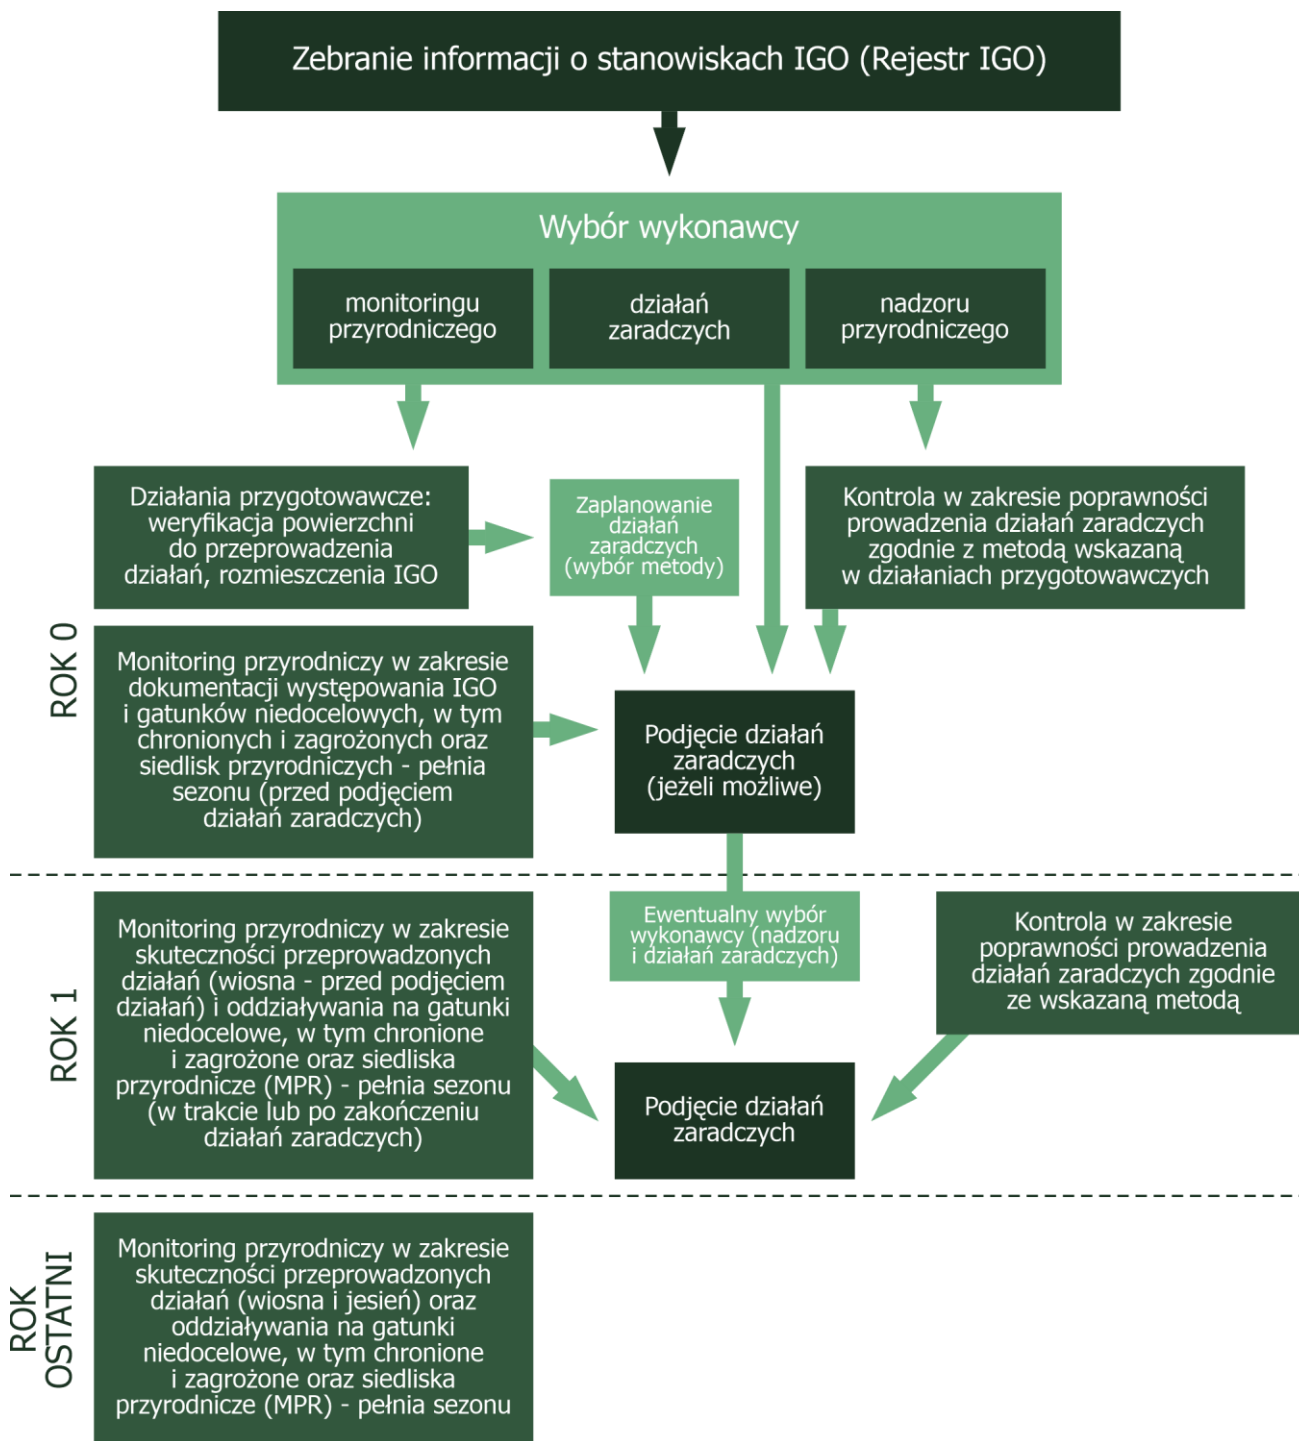 Zebranie informacji o stanowiskach IGO (Rejestr IGO)
Wybór wykonawcy
monitoringu
przyrodniczego
działań
zaradczych
nadzoru
przyrodniczego
ROK 0
Działania przygotowawcze:
weryfikacja powierzchni
do przeprowadzenia
działań, rozmieszczenia IGO
Zaplanowanie
działań
zaradczych
(wybór metody)
Kontrola w zakresie poprawności
prowadzenia działań zaradczych
zgodnie z metodą wskazaną
w działaniach przygotowawczych
Monitoring przyrodniczy w zakresie
dokumentacji występowania IGO
i gatunków niedocelowych, w tym
chronionych i zagrożonych oraz
siedlisk przyrodniczych - pełnia
sezonu (przed podjęciem
działań zaradczych)
Podjęcie działań
zaradczych
(jeżeli możliwe)
ROK 1
Monitoring przyrodniczy w zakresie
skuteczności przeprowadzonych
działań (wiosna - przed podjęciem
działań) i oddziaływania na gatunki
niedocelowe, w tym chronione
i zagrożone oraz siedliska
przyrodnicze (MPR) - pełnia sezonu
(w trakcie lub po zakończeniu
działań zaradczych)
Ewentualny wybór
wykonawcy (nadzoru
i działań zaradczych)
Kontrola w zakresie
poprawności prowadzenia
działań zaradczych zgodnie
ze wskazaną metodą
Podjęcie działań
zaradczych
ROK
OSTATNI
Monitoring przyrodniczy w zakresie
skuteczności przeprowadzonych
działań (wiosna i jesień) oraz
oddziaływania na gatunki
niedocelowe, w tym chronione
i zagrożone oraz siedliska
przyrodnicze (MPR) - pełnia sezonu